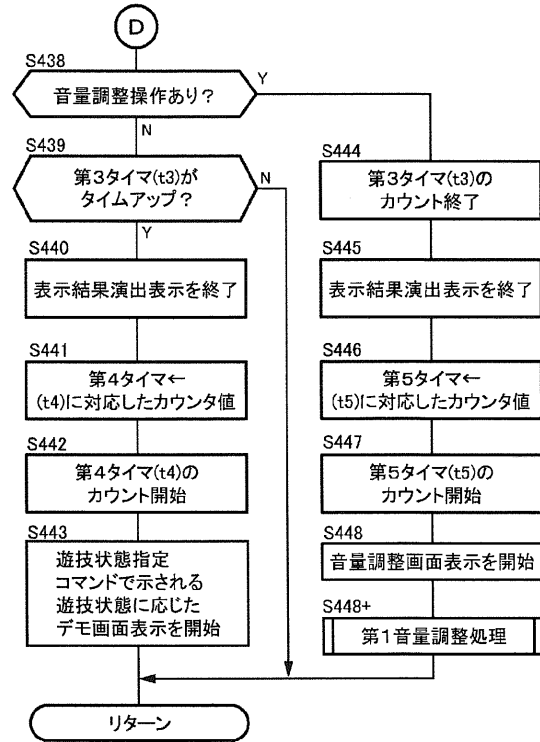 D
S438
音量調整操作あり?
Y
N
S439
第3タイマ(t3)が
タイムアップ?
N
Y
S440
表示結果演出表示を終了
S441
第4タイマ←
(t4)に対応したカウンタ値
S442
第4タイマ(t4)の
カウント開始
S443
遊技状態指定
コマンドで示される
遊技状態に応じた
デモ画面表示を開始
S444
第3タイマ(t3)の
カウント終了
S445
表示結果演出表示を終了
S446
第5タイマ←
(t5)に対応したカウンタ値
S447
第5タイマ(t5)の
カウント開始
S448
音量調整画面表示を開始
S448+
第1音量調整処理
リターン